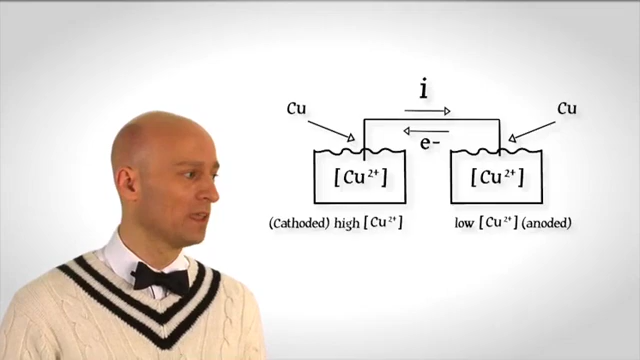 i
Cu
Cu
e-
[Cu²⁺]
[Cu²⁺]
(Cathoded) high [Cu²⁺]
low [Cu²⁺] (anoded)